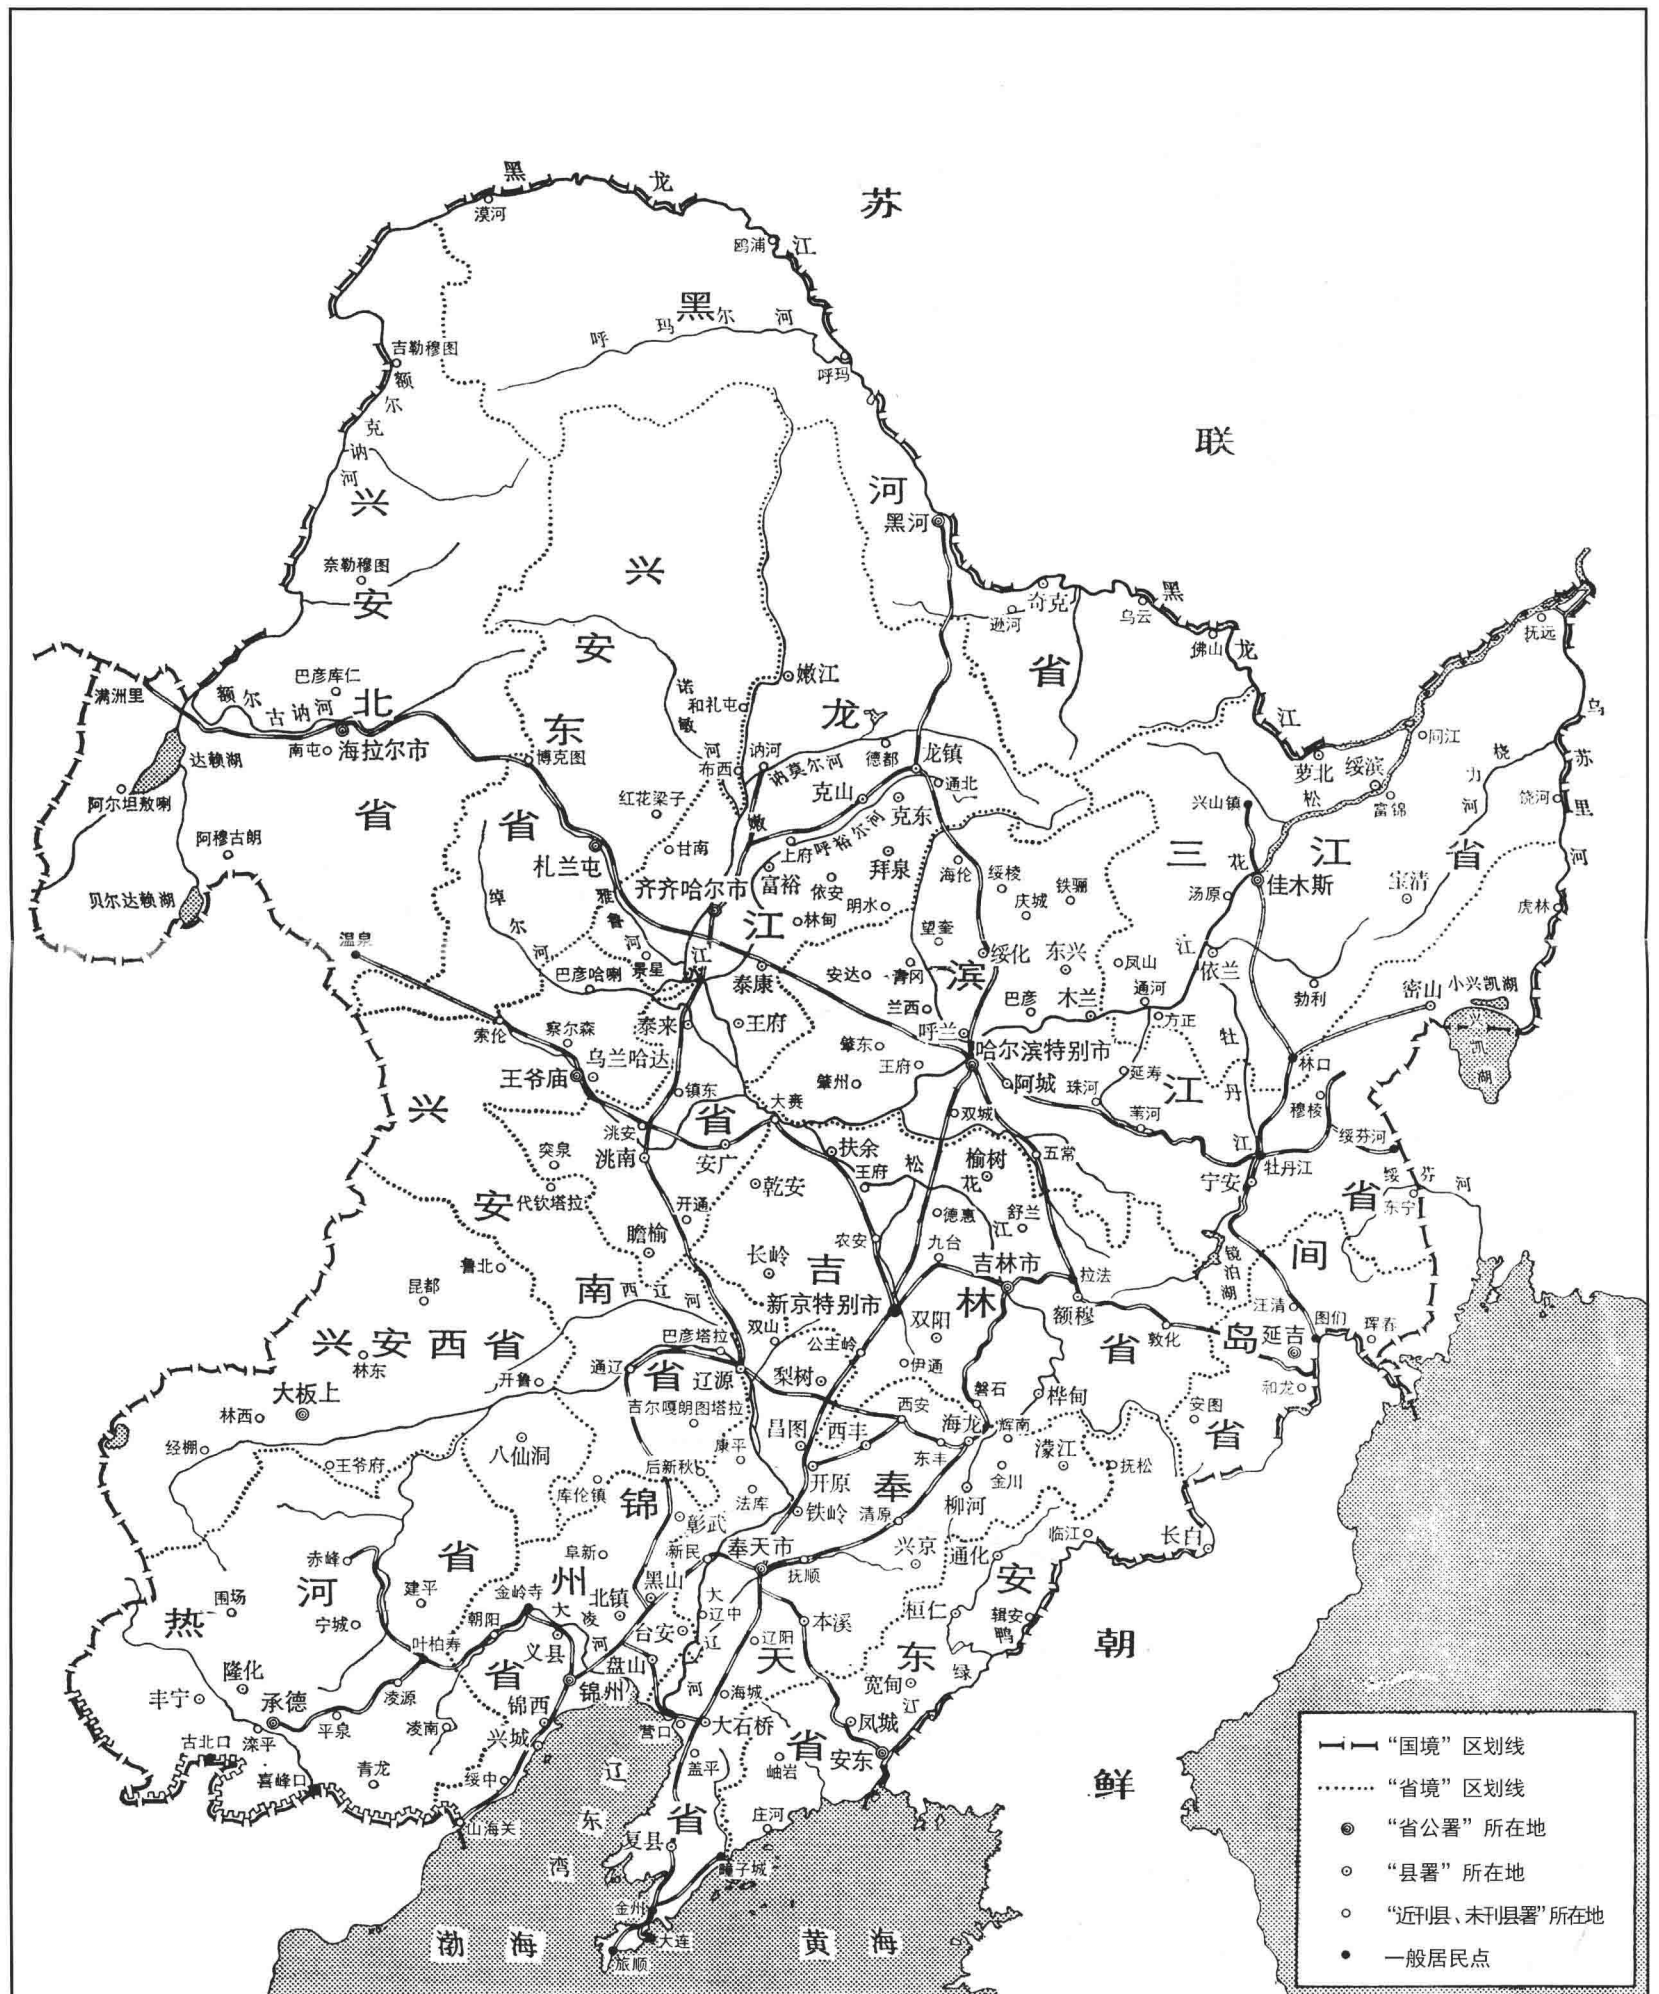 黑龙江
漠河
苏
鸥浦
黑
呼玛尔河
吉勒穆图
呼玛
额尔克讷河
联
兴
河
黑河
奈勒穆图
安
兴
奇克
逊河
乌云
黑龙江
抚远
佛山
安
省
满洲里
额尔古讷河
巴彦库仁
北
诺敏河
嫩江
和礼屯
龙
乌苏里河
达赖湖
南屯
海拉尔市
东
博克图
布西
讷河
讷莫尔河
德都
龙镇
同江
萝北
绥滨
挠力河
阿尔坦敖喇
红花梁子
克山
通北
兴山镇
松花江
富锦
饶河
省
省
嫩江
克东
阿穆古朗
札兰屯
甘南
上府
呼裕尔河
拜泉
海伦
绥棱
三
江
省
贝尔达赖湖
绰尔河
雅鲁河
齐齐哈尔市
富裕
依安
明水
庆城
铁骊
汤原
佳木斯
宝清
虎林
温泉
林甸
江
望奎
绥化
东兴
凤山
依兰
巴彦哈喇
景星
泰康
安达
青冈
滨
通河
勃利
密山
小兴凯湖
兴凯湖
索伦
察尔森
泰来
王府
兰西
巴彦
木兰
方正
牡丹江
乌兰哈达
肇东
呼兰
哈尔滨特别市
王爷庙
王府
肇州
阿城
珠河
延寿
江
林口
兴
镇东
省
大赉
双城
苇河
穆棱
洮安
绥芬河
突泉
洮南
安广
扶余
榆树
五常
牡丹江
安
代钦塔拉
乾安
王府
松花江
宁安
省
绥芬河
东宁
开通
德惠
舒兰
瞻榆
农安
九台
鲁北
长岭
吉
吉林市
拉法
镜泊湖
间
昆都
南
西辽河
新京特别市
林
额穆
汪清
图们
珲春
双山
双阳
兴安西省
巴彦塔拉
公主岭
敦化
岛
延吉
林东
通辽
省
辽源
梨树
伊通
省
开鲁
和龙
大板上
林西
吉尔嘎朗图塔拉
西安
磐石
桦甸
安图
经棚
八仙洞
康平
昌图
西丰
海龙
辉南
濛江
省
王爷府
后新秋
开原
东丰
抚松
库伦镇
锦
法库
奉
金川
铁岭
清原
柳河
彰武
临江
长白
赤峰
省
阜新
新民
奉天市
兴京
通化
抚顺
围场
河
建平
金岭寺
州
北镇
黑山
安
热
宁城
朝阳
大凌河
大辽河
辽中
桓仁
辑安
鸭绿江
叶柏寿
义县
台安
辽阳
本溪
朝
隆化
省
盘山
天
东
丰宁
承德
凌源
锦州
宽甸
锦西
海城
平泉
凌南
营口
大石桥
凤城
古北口
滦平
兴城
盖平
岫岩
省
安东
喜峰口
青龙
绥中
辽东湾
鲜
山海关
省
庄河
复县
疃子城
金州
大连
旅顺
渤海
黄海
“国境”区划线
“省境”区划线
“省公署”所在地
“县署”所在地
“近刊县、未刊县署”所在地
一般居民点